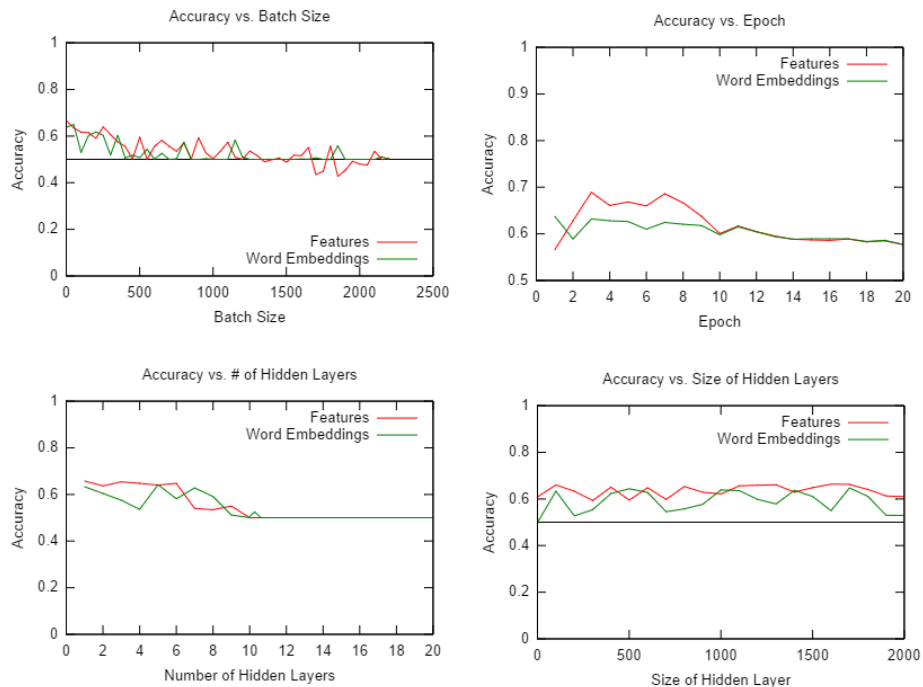 Accuracy vs. Batch Size
1
0.8
0.6
0.4
0.2
0
Accuracy
Features
Word Embeddings
0 500 1000 1500 2000 2500
Batch Size
Accuracy vs. Epoch
1
0.9
0.8
0.7
0.6
0.5
Accuracy
Features
Word Embeddings
0 2 4 6 8 10 12 14 16 18 20
Epoch
Accuracy vs. # of Hidden Layers
1
0.8
0.6
0.4
0.2
0
Accuracy
Features
Word Embeddings
0 2 4 6 8 10 12 14 16 18 20
Number of Hidden Layers
Accuracy vs. Size of Hidden Layers
1
0.8
0.6
0.4
0.2
0
Accuracy
Features
Word Embeddings
0 500 1000 1500 2000
Size of Hidden Layer